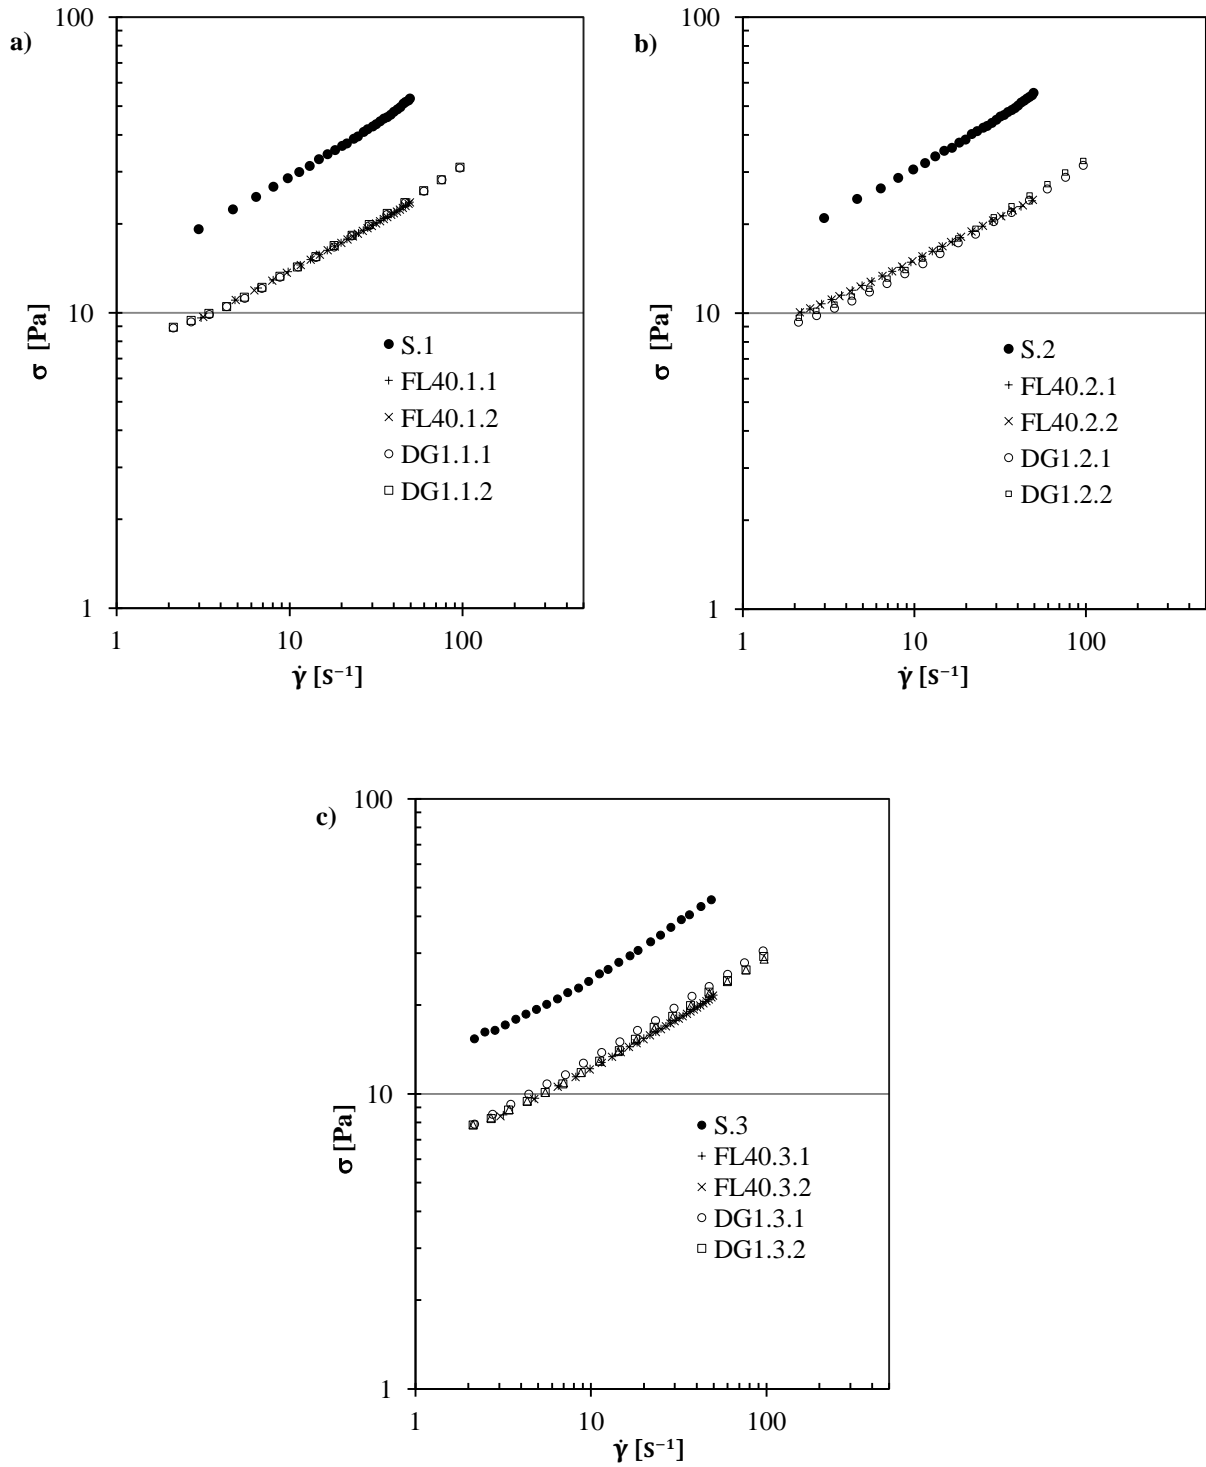 a)
100
10
1
σ [Pa]
S.1
FL40.1.1
FL40.1.2
DG1.1.1
DG1.1.2
1 10 100
γ̇ [s⁻¹]
b)
100
10
1
σ [Pa]
S.2
FL40.2.1
FL40.2.2
DG1.2.1
DG1.2.2
1 10 100
γ̇ [s⁻¹]
c)
100
10
1
σ [Pa]
S.3
FL40.3.1
FL40.3.2
DG1.3.1
DG1.3.2
1 10 100
γ̇ [s⁻¹]